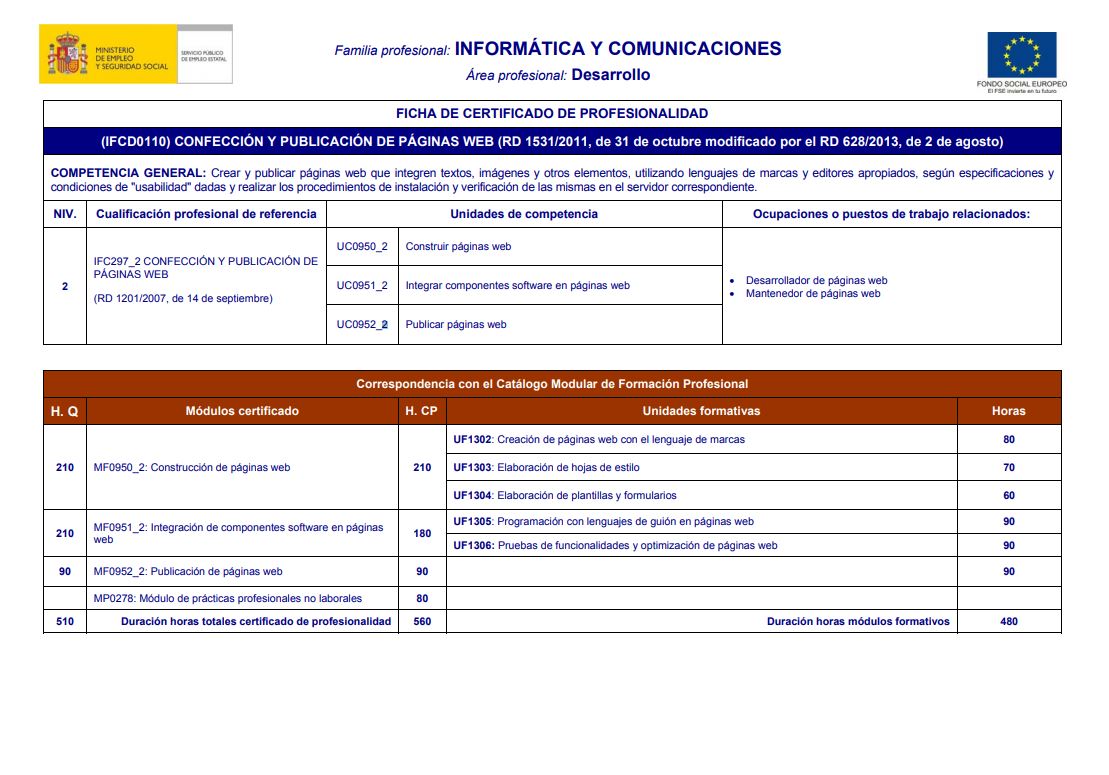 MINISTERIO
DE EMPLEO
Y SEGURIDAD SOCIAL
SERVICIO PÚBLICO
DE EMPLEO ESTATAL
Familia profesional: INFORMÁTICA Y COMUNICACIONES
Área profesional: Desarrollo
FONDO SOCIAL EUROPEO
El FSE invierte en tu futuro
FICHA DE CERTIFICADO DE PROFESIONALIDAD
(IFCD0110) CONFECCIÓN Y PUBLICACIÓN DE PÁGINAS WEB (RD 1531/2011, de 31 de octubre modificado por el RD 628/2013, de 2 de agosto)
COMPETENCIA GENERAL: Crear y publicar páginas web que integren textos, imágenes y otros elementos, utilizando lenguajes de marcas y editores apropiados, según especificaciones y
condiciones de "usabilidad" dadas y realizar los procedimientos de instalación y verificación de las mismas en el servidor correspondiente.
NIV. Cualificación profesional de referencia Unidades de competencia Ocupaciones o puestos de trabajo relacionados:
2
IFC297_2 CONFECCIÓN Y PUBLICACIÓN DE
PÁGINAS WEB
(RD 1201/2007, de 14 de septiembre)
UC0950_2 Construir páginas web
UC0951_2 Integrar componentes software en páginas web
UC0952_2 Publicar páginas web
• Desarrollador de páginas web
• Mantenedor de páginas web
Correspondencia con el Catálogo Modular de Formación Profesional
H. Q Módulos certificado H. CP Unidades formativas Horas
210 MF0950_2: Construcción de páginas web 210
UF1302: Creación de páginas web con el lenguaje de marcas 80
UF1303: Elaboración de hojas de estilo 70
UF1304: Elaboración de plantillas y formularios 60
210 MF0951_2: Integración de componentes software en páginas
web 180
UF1305: Programación con lenguajes de guión en páginas web 90
UF1306: Pruebas de funcionalidades y optimización de páginas web 90
90 MF0952_2: Publicación de páginas web 90 90
MP0278: Módulo de prácticas profesionales no laborales 80
510 Duración horas totales certificado de profesionalidad 560 Duración horas módulos formativos 480